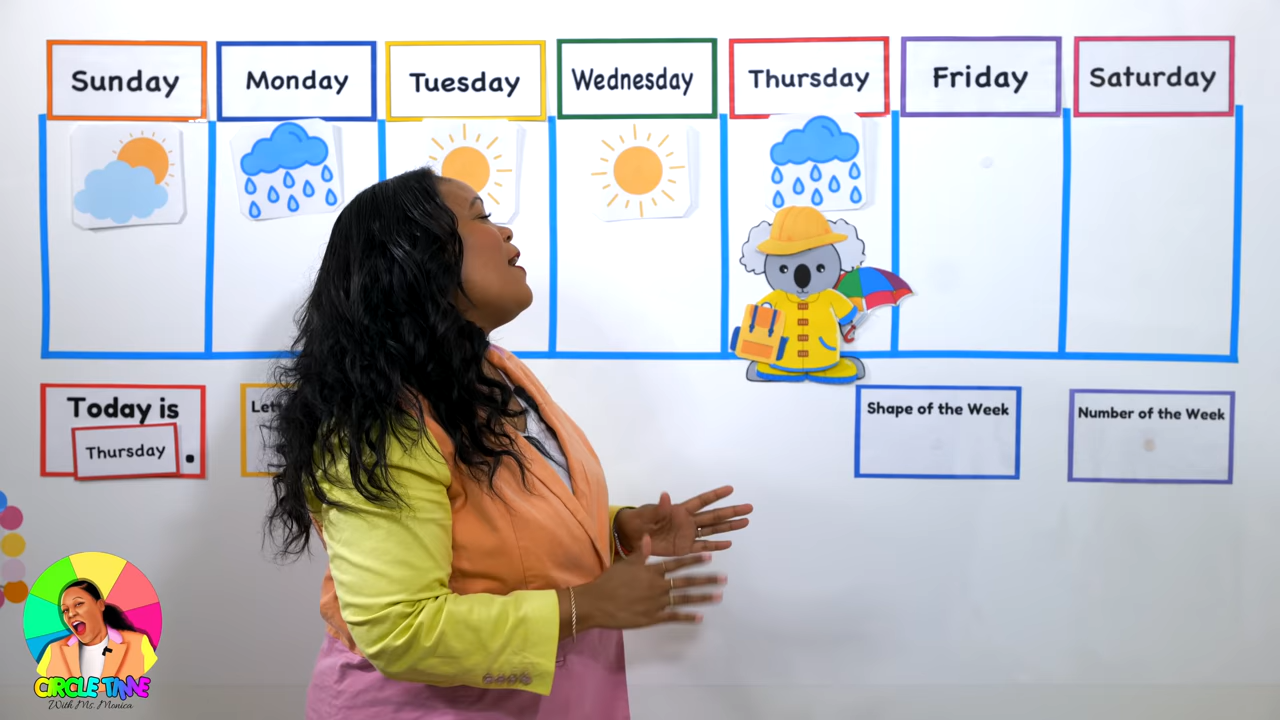 Sunday Monday Tuesday Wednesday Thursday Friday Saturday
Today is
Thursday.
Shape of the Week
Number of the Week
CIRCLE TIME
With Ms. Monica